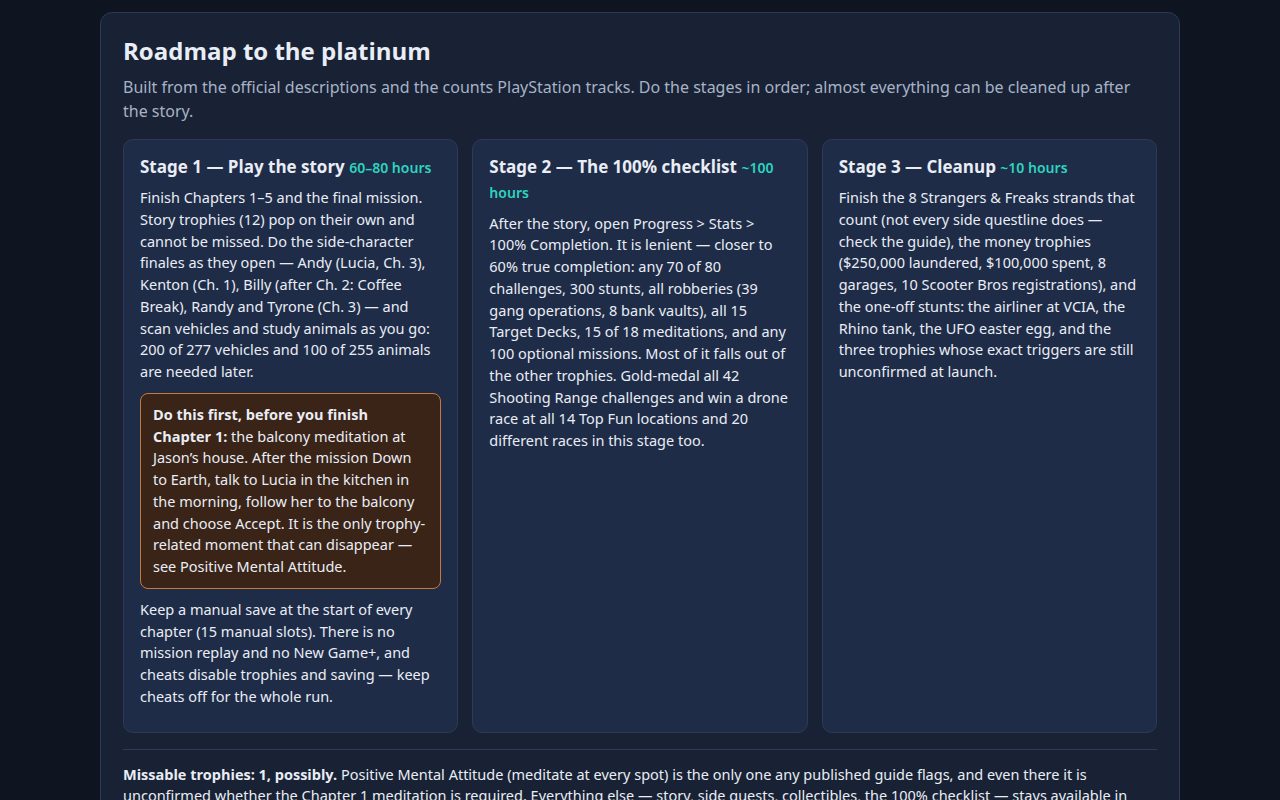 Roadmap to the platinum
Built from the official descriptions and the counts PlayStation tracks. Do the stages in order; almost everything can be cleaned up after
the story.
Stage 1 — Play the story 60–80 hours
Finish Chapters 1–5 and the final mission.
Story trophies (12) pop on their own and
cannot be missed. Do the side-character
finales as they open — Andy (Lucia, Ch. 3),
Kenton (Ch. 1), Billy (after Ch. 2: Coffee
Break), Randy and Tyrone (Ch. 3) — and
scan vehicles and study animals as you go:
200 of 277 vehicles and 100 of 255 animals
are needed later.
Do this first, before you finish
Chapter 1: the balcony meditation at
Jason’s house. After the mission Down
to Earth, talk to Lucia in the kitchen in
the morning, follow her to the balcony
and choose Accept. It is the only trophy-
related moment that can disappear —
see Positive Mental Attitude.
Keep a manual save at the start of every
chapter (15 manual slots). There is no
mission replay and no New Game+, and
cheats disable trophies and saving — keep
cheats off for the whole run.
Stage 2 — The 100% checklist ~100
hours
After the story, open Progress > Stats >
100% Completion. It is lenient — closer to
60% true completion: any 70 of 80
challenges, 300 stunts, all robberies (39
gang operations, 8 bank vaults), all 15
Target Decks, 15 of 18 meditations, and any
100 optional missions. Most of it falls out of
the other trophies. Gold-medal all 42
Shooting Range challenges and win a drone
race at all 14 Top Fun locations and 20
different races in this stage too.
Stage 3 — Cleanup ~10 hours
Finish the 8 Strangers & Freaks strands that
count (not every side questline does —
check the guide), the money trophies
($250,000 laundered, $100,000 spent, 8
garages, 10 Scooter Bros registrations), and
the one-off stunts: the airliner at VCIA, the
Rhino tank, the UFO easter egg, and the
three trophies whose exact triggers are still
unconfirmed at launch.
Missable trophies: 1, possibly. Positive Mental Attitude (meditate at every spot) is the only one any published guide flags, and even there it is
unconfirmed whether the Chapter 1 meditation is required. Everything else — story, side quests, collectibles, the 100% checklist — stays available in